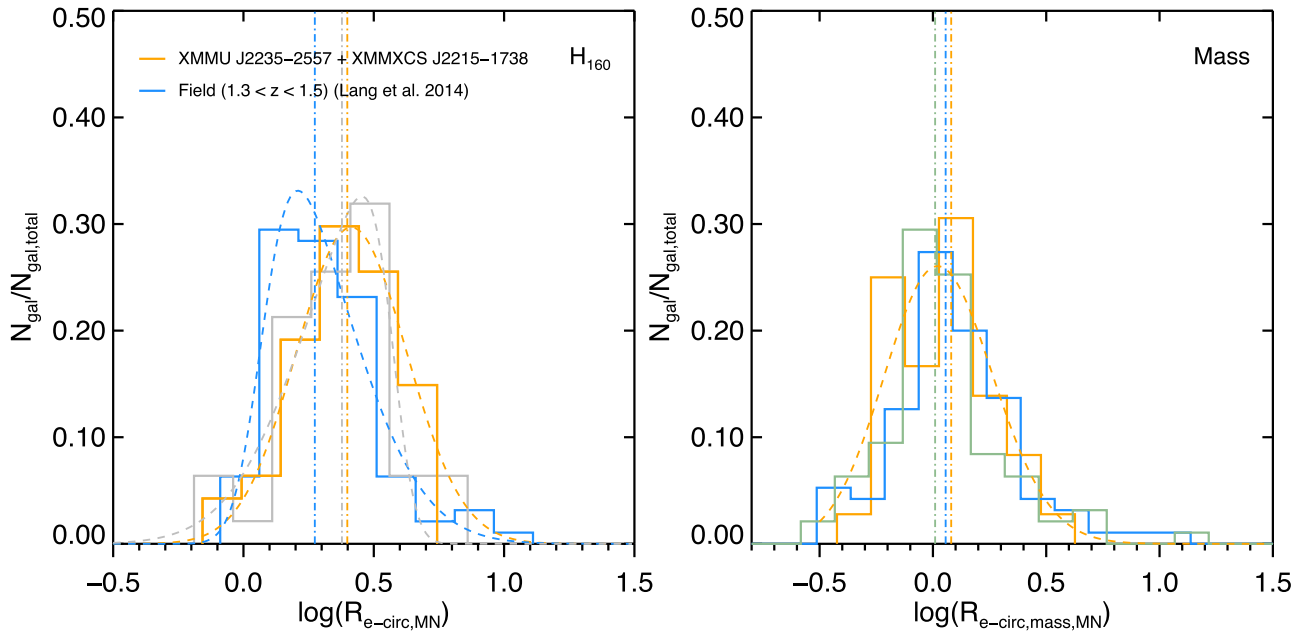 XMMU J2235−2557 + XMMXCS J2215−1738
Field (1.3 < z < 1.5) (Lang et al. 2014)
H160
0.50
0.40
0.30
0.20
0.10
0.00
Ngal/Ngal,total
−0.5 0.0 0.5 1.0 1.5
log(Re−circ,MN)
Mass
0.50
0.40
0.30
0.20
0.10
0.00
Ngal/Ngal,total
−0.5 0.0 0.5 1.0 1.5
log(Re−circ,mass,MN)